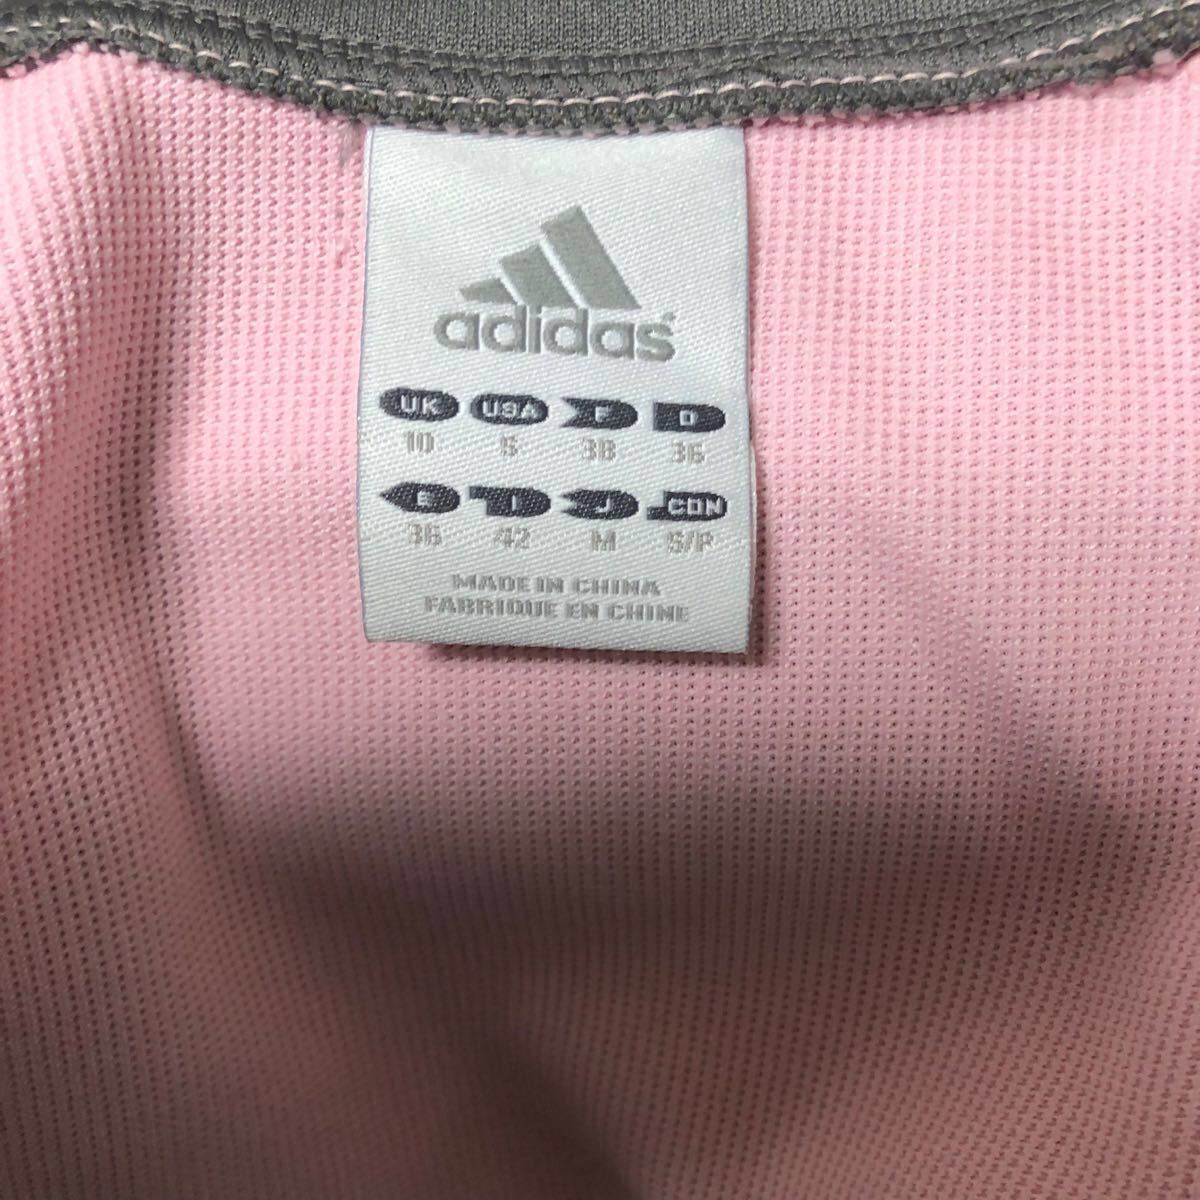 adidas
UK USA F D
10 S 38 36
E I J CDN
36 42 M S/P
MADE IN CHINA
FABRIQUE EN CHINE